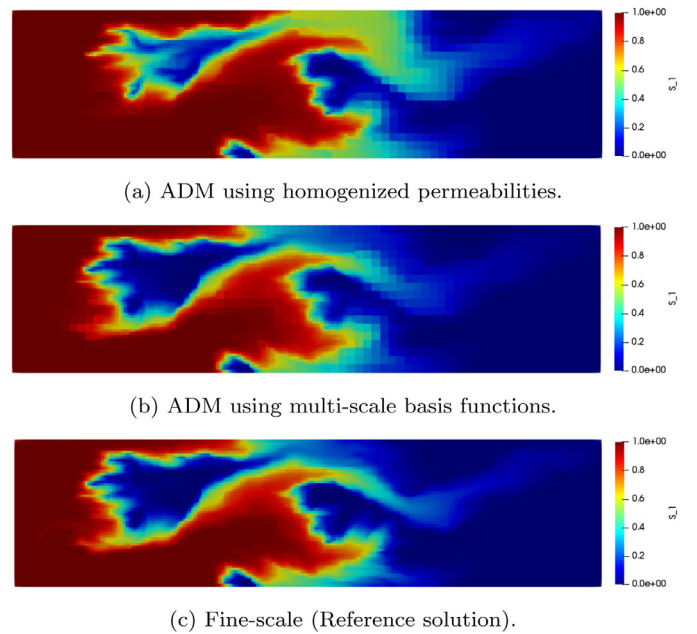 1.0e+00
0.8
0.6
0.4
0.2
0.0e+00
S_1
(a) ADM using homogenized permeabilities.
1.0e+00
0.8
0.6
0.4
0.2
0.0e+00
S_1
(b) ADM using multi-scale basis functions.
1.0e+00
0.8
0.6
0.4
0.2
0.0e+00
S_1
(c) Fine-scale (Reference solution).